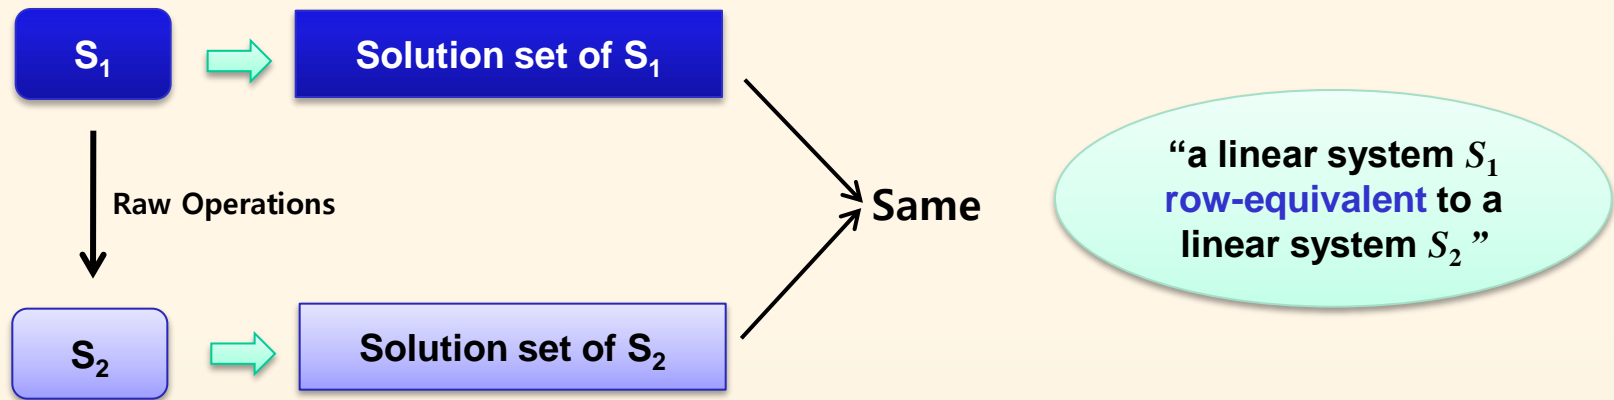 S₁
Solution set of S₁
Raw Operations
Same
S₂
Solution set of S₂
“a linear system S₁
row-equivalent to a
linear system S₂ ”